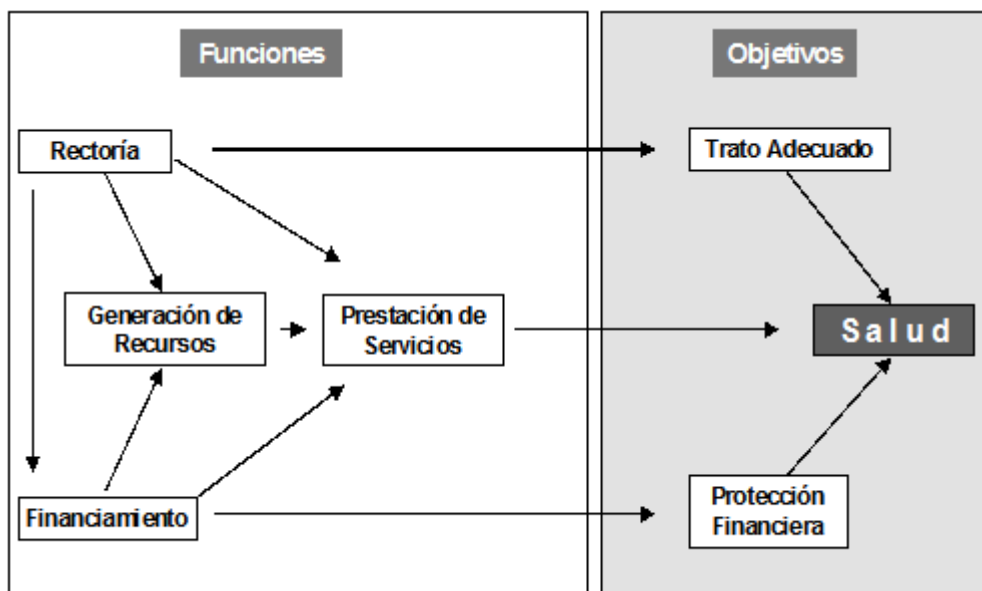 Funciones
Objetivos
Rectoría
Trato Adecuado
Generación de
Recursos
Prestación de
Servicios
Salud
Financiamiento
Protección
Financiera